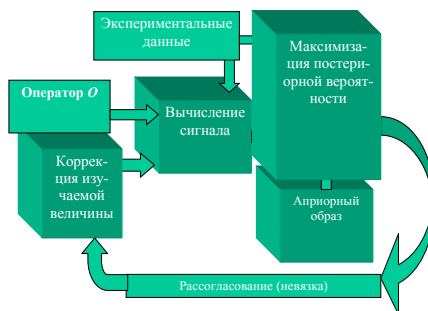 Экспериментальные
данные
Максимиза-
ция постери-
орной вероят-
ности
Оператор O
Вычисление
сигнала
Коррек-
ция изу-
чаемой
величины
Априорный
образ
Рассогласование (невязка)